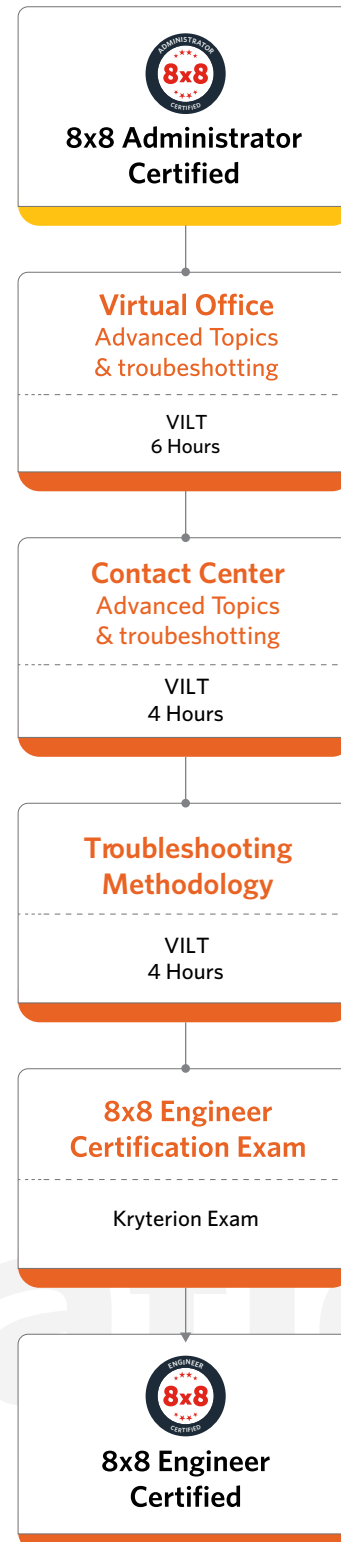 ADMINISTRATOR
8x8
CERTIFIED
8x8 Administrator
Certified
Virtual Office
Advanced Topics
& troubeshotting
VILT
6 Hours
Contact Center
Advanced Topics
& troubeshotting
VILT
4 Hours
Troubleshooting
Methodology
VILT
4 Hours
8x8 Engineer
Certification Exam
Kryterion Exam
ENGINEER
8x8
CERTIFIED
8x8 Engineer
Certified